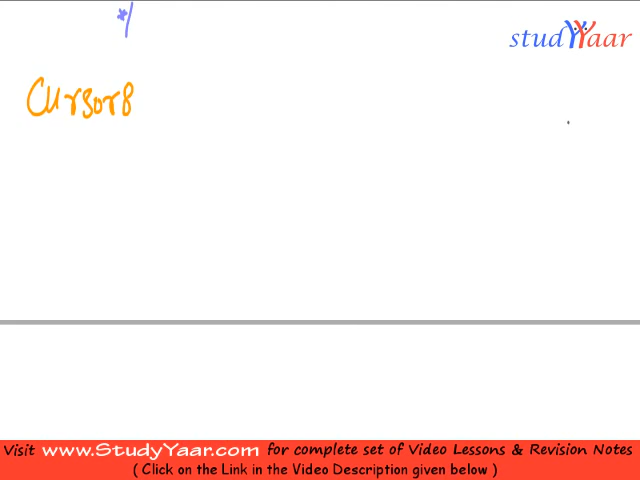 */
studYYaar
Cursors
Visit www.StudyYaar.com for complete set of Video Lessons & Revision Notes
( Click on the Link in the Video Description given below )